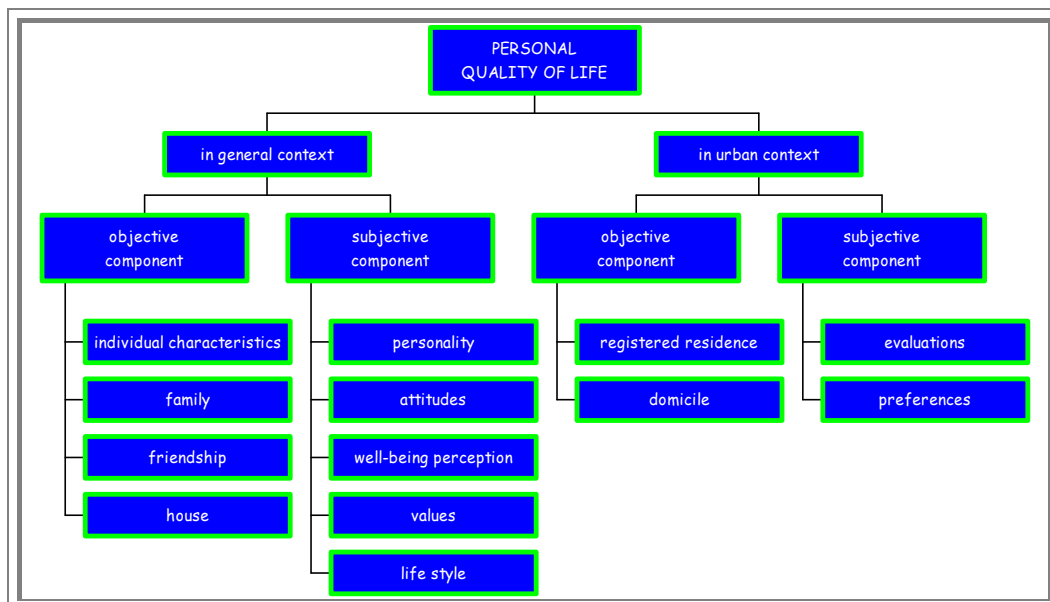 PERSONAL
QUALITY OF LIFE
in general context
in urban context
objective
component
subjective
component
objective
component
subjective
component
individual characteristics
personality
registered residence
evaluations
family
attitudes
domicile
preferences
friendship
well-being perception
house
values
life style